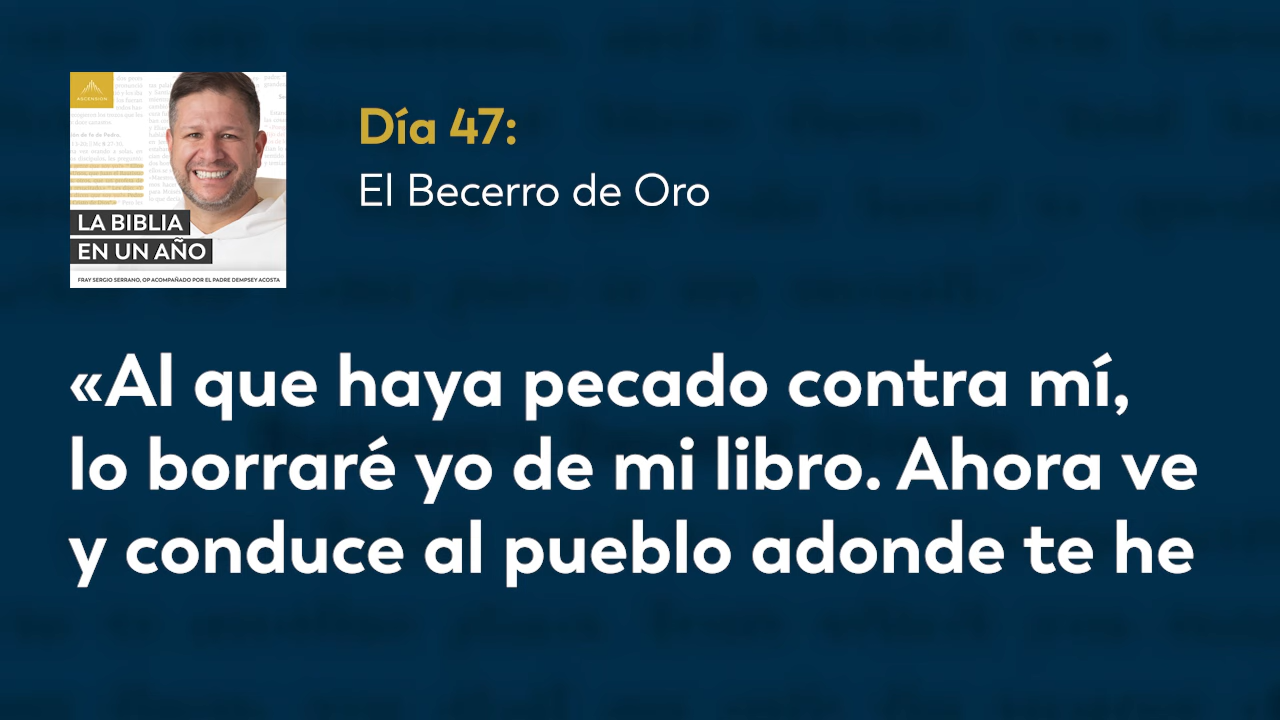 ASCENSION
LA BIBLIA
EN UN AÑO
FRAY SERGIO SERRANO, OP ACOMPAÑADO POR EL PADRE DEMPSEY ACOSTA
Día 47:
El Becerro de Oro
«Al que haya pecado contra mí,
lo borraré yo de mi libro. Ahora ve
y conduce al pueblo adonde te he